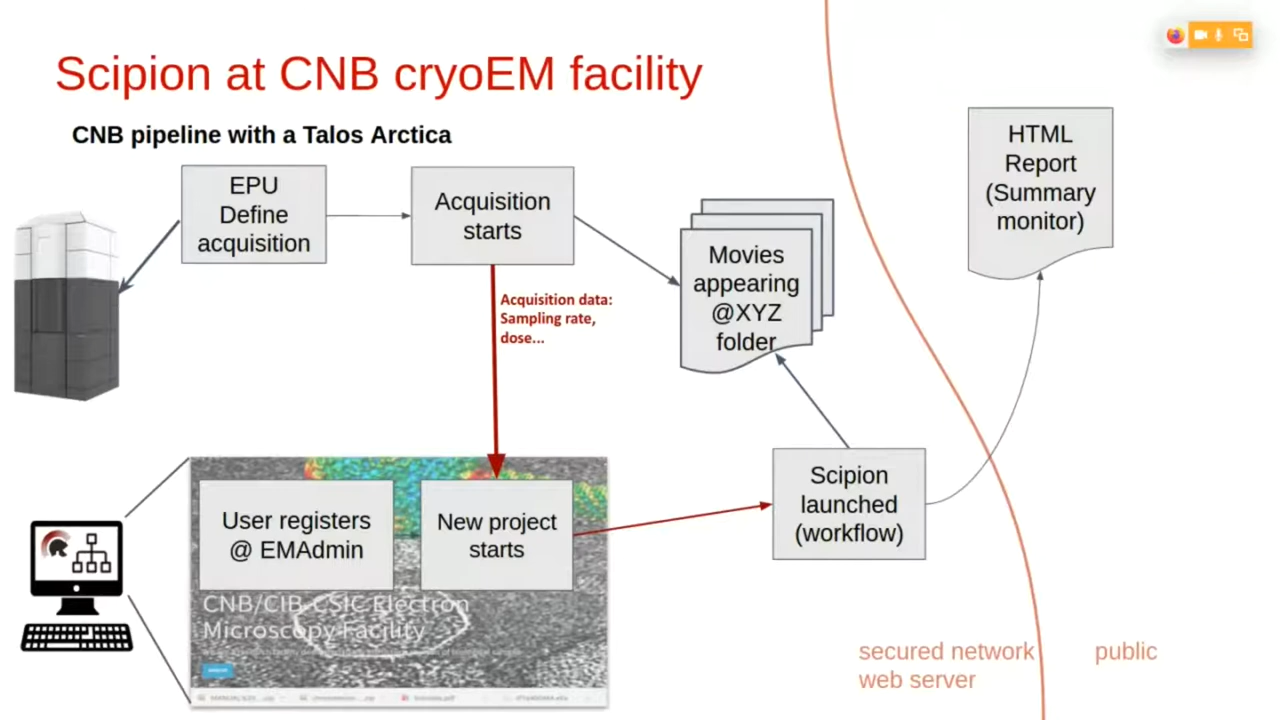 Scipion at CNB cryoEM facility
CNB pipeline with a Talos Arctica
EPU
Define
acquisition
Acquisition
starts
Movies
appearing
@XYZ
folder
HTML
Report
(Summary
monitor)
Acquisition data:
Sampling rate,
dose...
User registers
@ EMAdmin
New project
starts
Scipion
launched
(workflow)
CNB/CIB-CSIC Electron
Microscopy Facility
secured network
public
web server